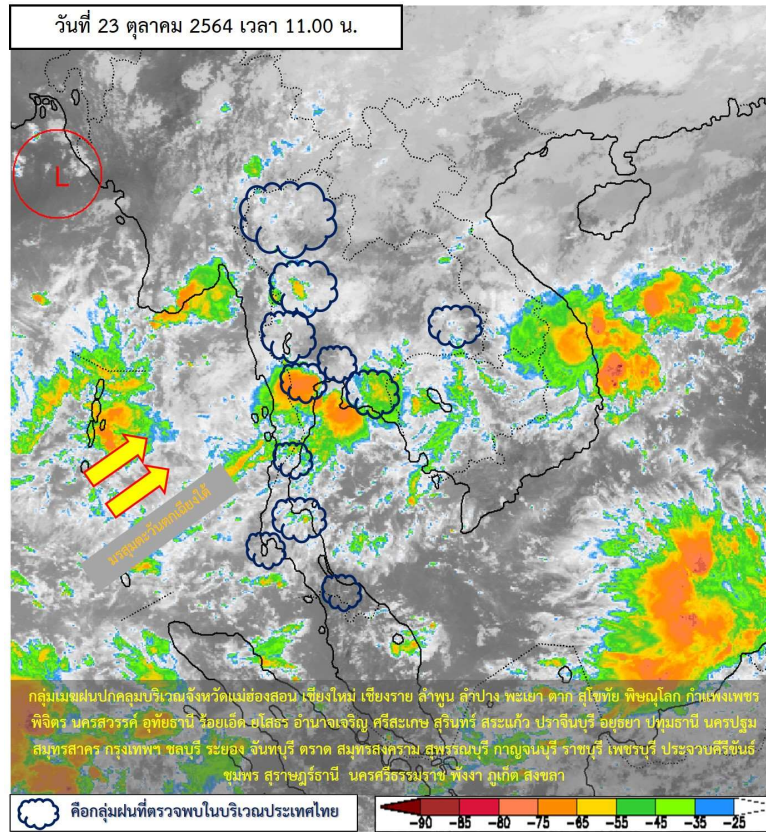 วันที่ 23 ตุลาคม 2564 เวลา 11.00 น.
L
มรสุมตะวันตกเฉียงใต้
กลุ่มเมฆฝนปกคลุมบริเวณจังหวัดแม่ฮ่องสอน เชียงใหม่ เชียงราย ลำพูน ลำปาง พะเยา ตาก สุโขทัย พิษณุโลก กำแพงเพชร
พิจิตร นครสวรรค์ อุทัยธานี ร้อยเอ็ด ยโสธร อำนาจเจริญ ศรีสะเกษ สุรินทร์ สระแก้ว ปราจีนบุรี อยุธยา ปทุมธานี นครปฐม
สมุทรสาคร กรุงเทพฯ ชลบุรี ระยอง จันทบุรี ตราด สมุทรสงคราม สุพรรณบุรี กาญจนบุรี ราชบุรี เพชรบุรี ประจวบคีรีขันธ์
ชุมพร สุราษฎร์ธานี นครศรีธรรมราช พังงา ภูเก็ต สงขลา
คือกลุ่มฝนที่ตรวจพบในบริเวณประเทศไทย
-90 -85 -80 -75 -65 -55 -45 -35 -25